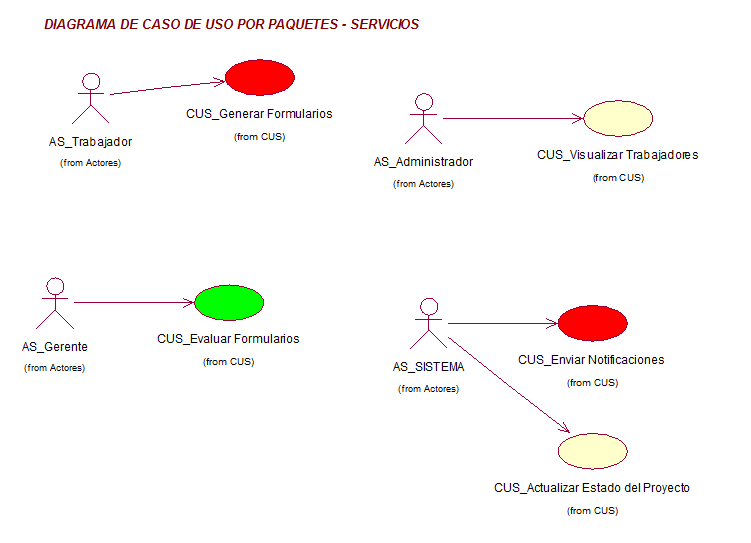 DIAGRAMA DE CASO DE USO POR PAQUETES - SERVICIOS
AS_Trabajador
(from Actores)
CUS_Generar Formularios
(from CUS)
AS_Administrador
(from Actores)
CUS_Visualizar Trabajadores
(from CUS)
AS_Gerente
(from Actores)
CUS_Evaluar Formularios
(from CUS)
AS_SISTEMA
(from Actores)
CUS_Enviar Notificaciones
(from CUS)
CUS_Actualizar Estado del Proyecto
(from CUS)